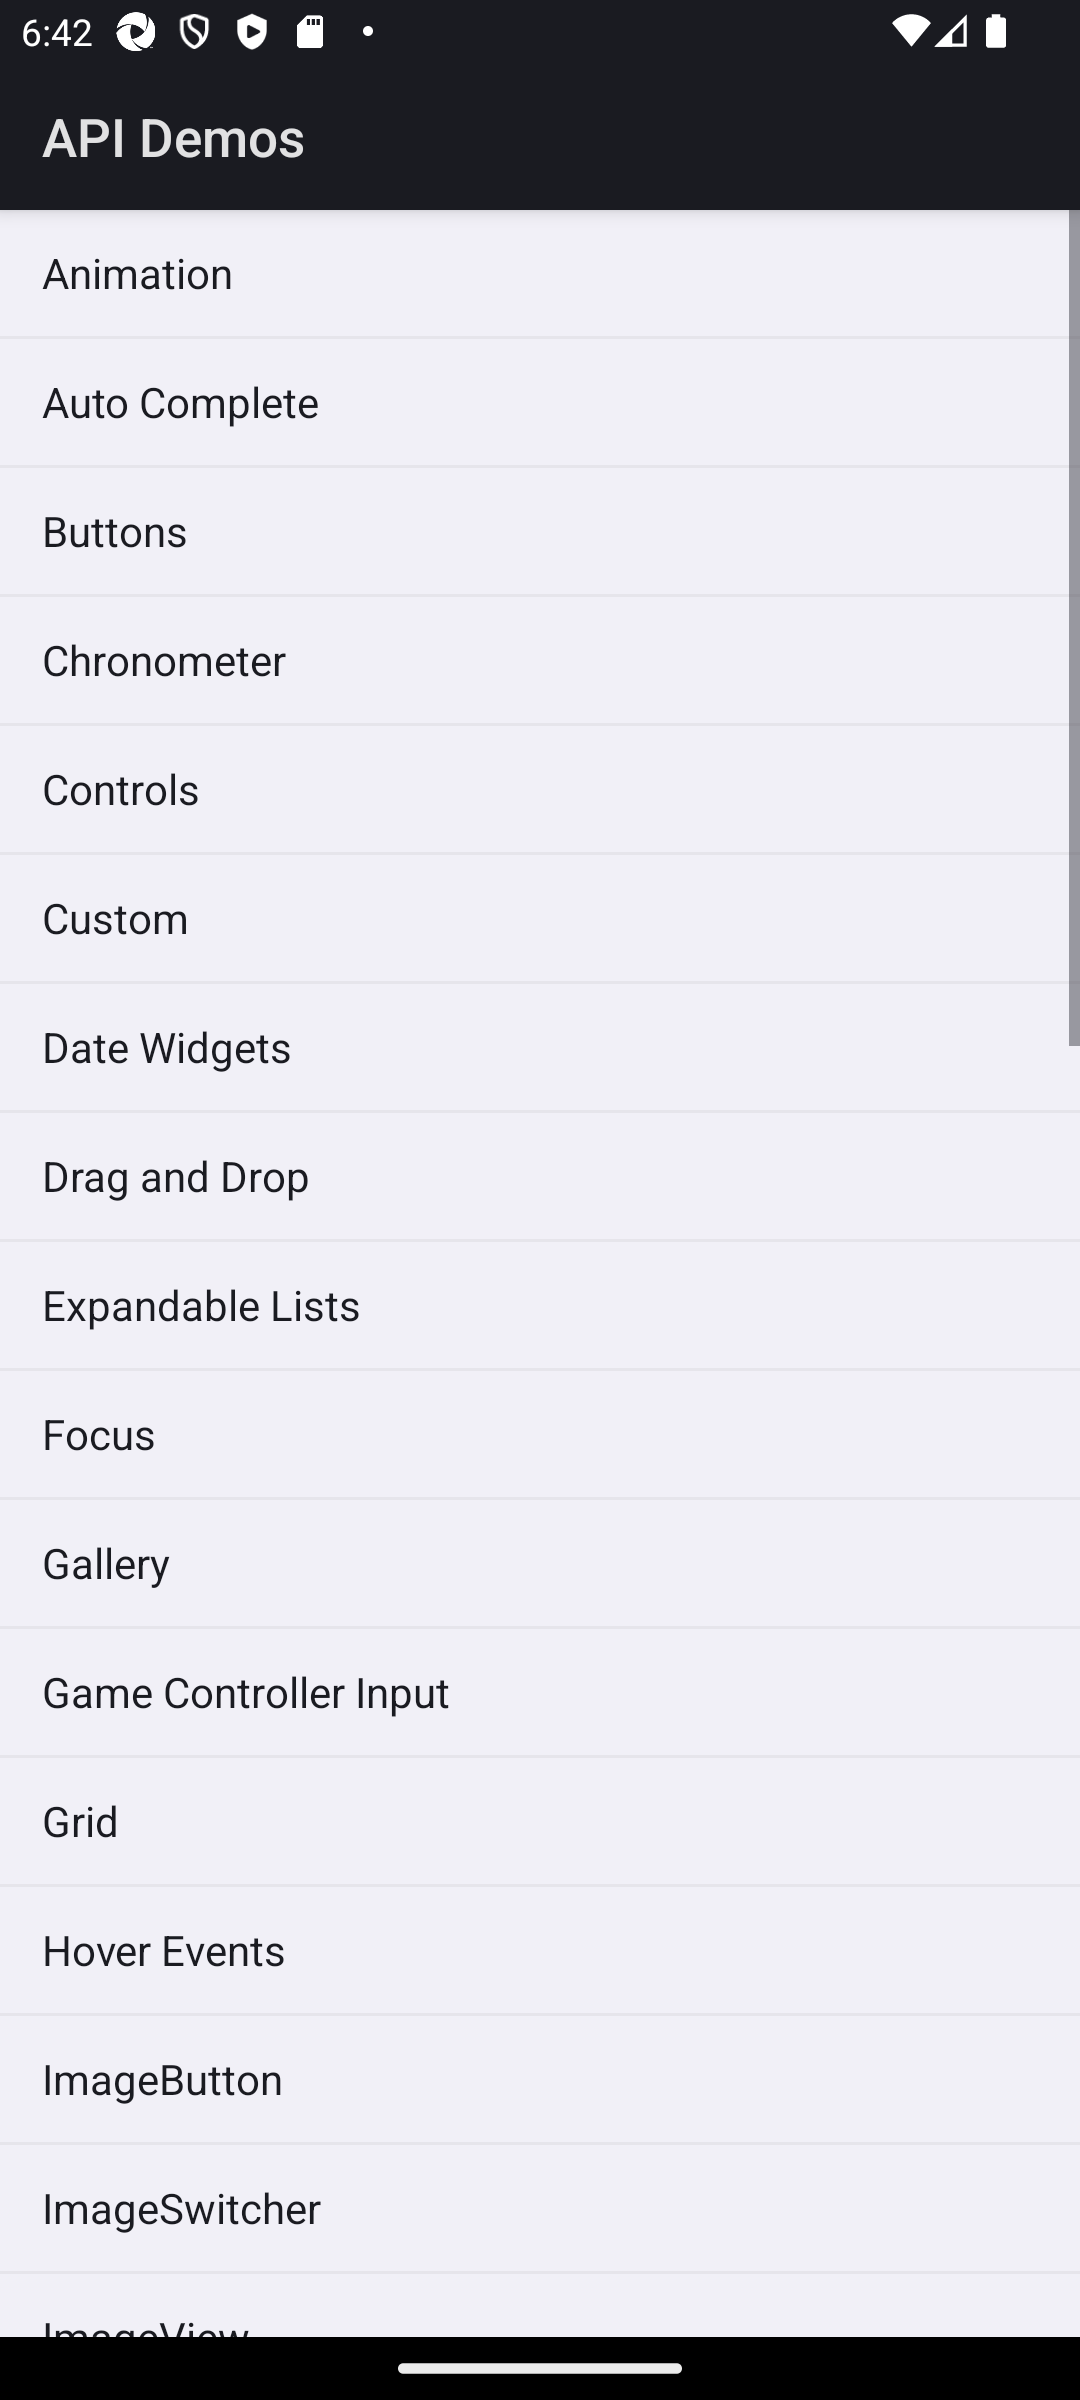 6:42
API Demos
Animation
Auto Complete
Buttons
Chronometer
Controls
Custom
Date Widgets
Drag and Drop
Expandable Lists
Focus
Gallery
Game Controller Input
Grid
Hover Events
ImageButton
ImageSwitcher
ImageView